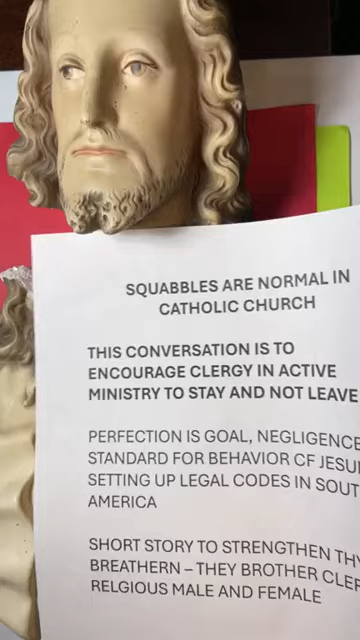 SQUABBLES ARE NORMAL IN
CATHOLIC CHURCH
THIS CONVERSATION IS TO
ENCOURAGE CLERGY IN ACTIVE
MINISTRY TO STAY AND NOT LEAVE
PERFECTION IS GOAL, NEGLIGENCE
STANDARD FOR BEHAVIOR CF
SETTING UP LEGAL CODES IN
AMERICA
SHORT STORY TO STRENGTHEN
BREATHERN – THEY BROTHER
RELGIOUS MALE AND FEMALE